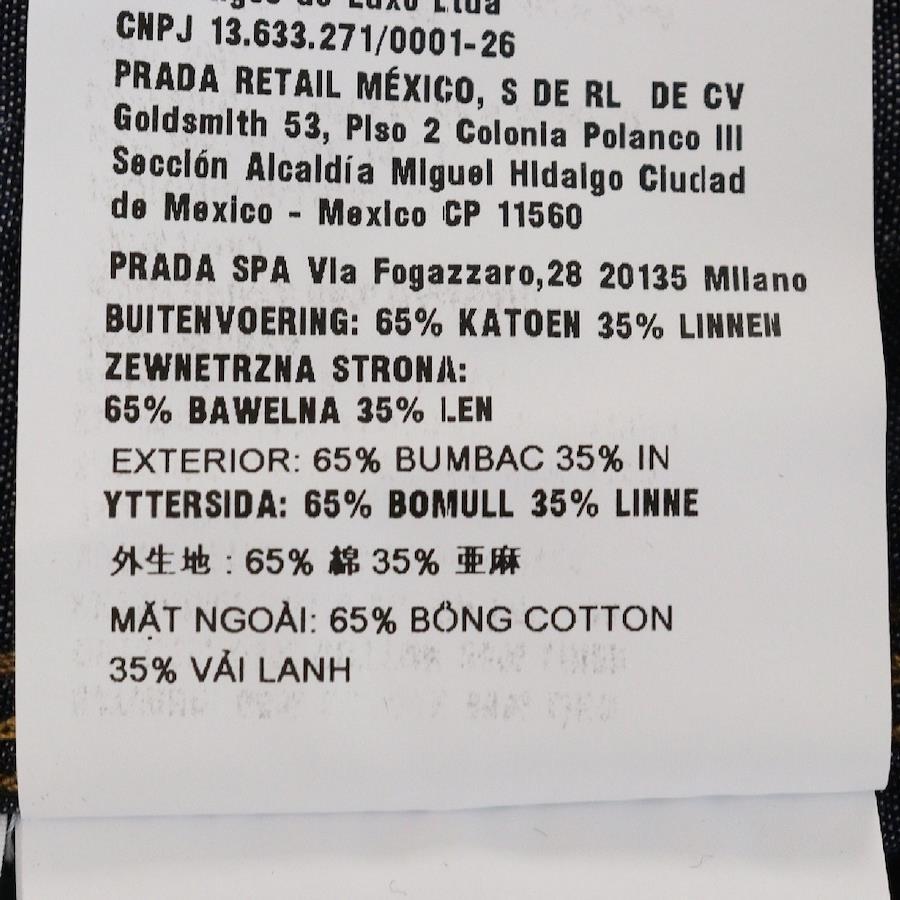 de Luxo Ltda
CNPJ 13.633.271/0001-26
PRADA RETAIL MÉXICO, S DE RL DE CV
Goldsmith 53, Piso 2 Colonia Polanco III
Sección Alcaldía Miguel Hidalgo Ciudad
de Mexico - Mexico CP 11560
PRADA SPA Via Fogazzaro,28 20135 Milano
BUITENVOERING: 65% KATOEN 35% LINNEN
ZEWNETRZNA STRONA:
65% BAWELNA 35% LEN
EXTERIOR: 65% BUMBAC 35% IN
YTTERSIDA: 65% BOMULL 35% LINNE
外生地 : 65% 綿 35% 亜麻
MẶT NGOÀI: 65% BÔNG COTTON
35% VẢI LANH